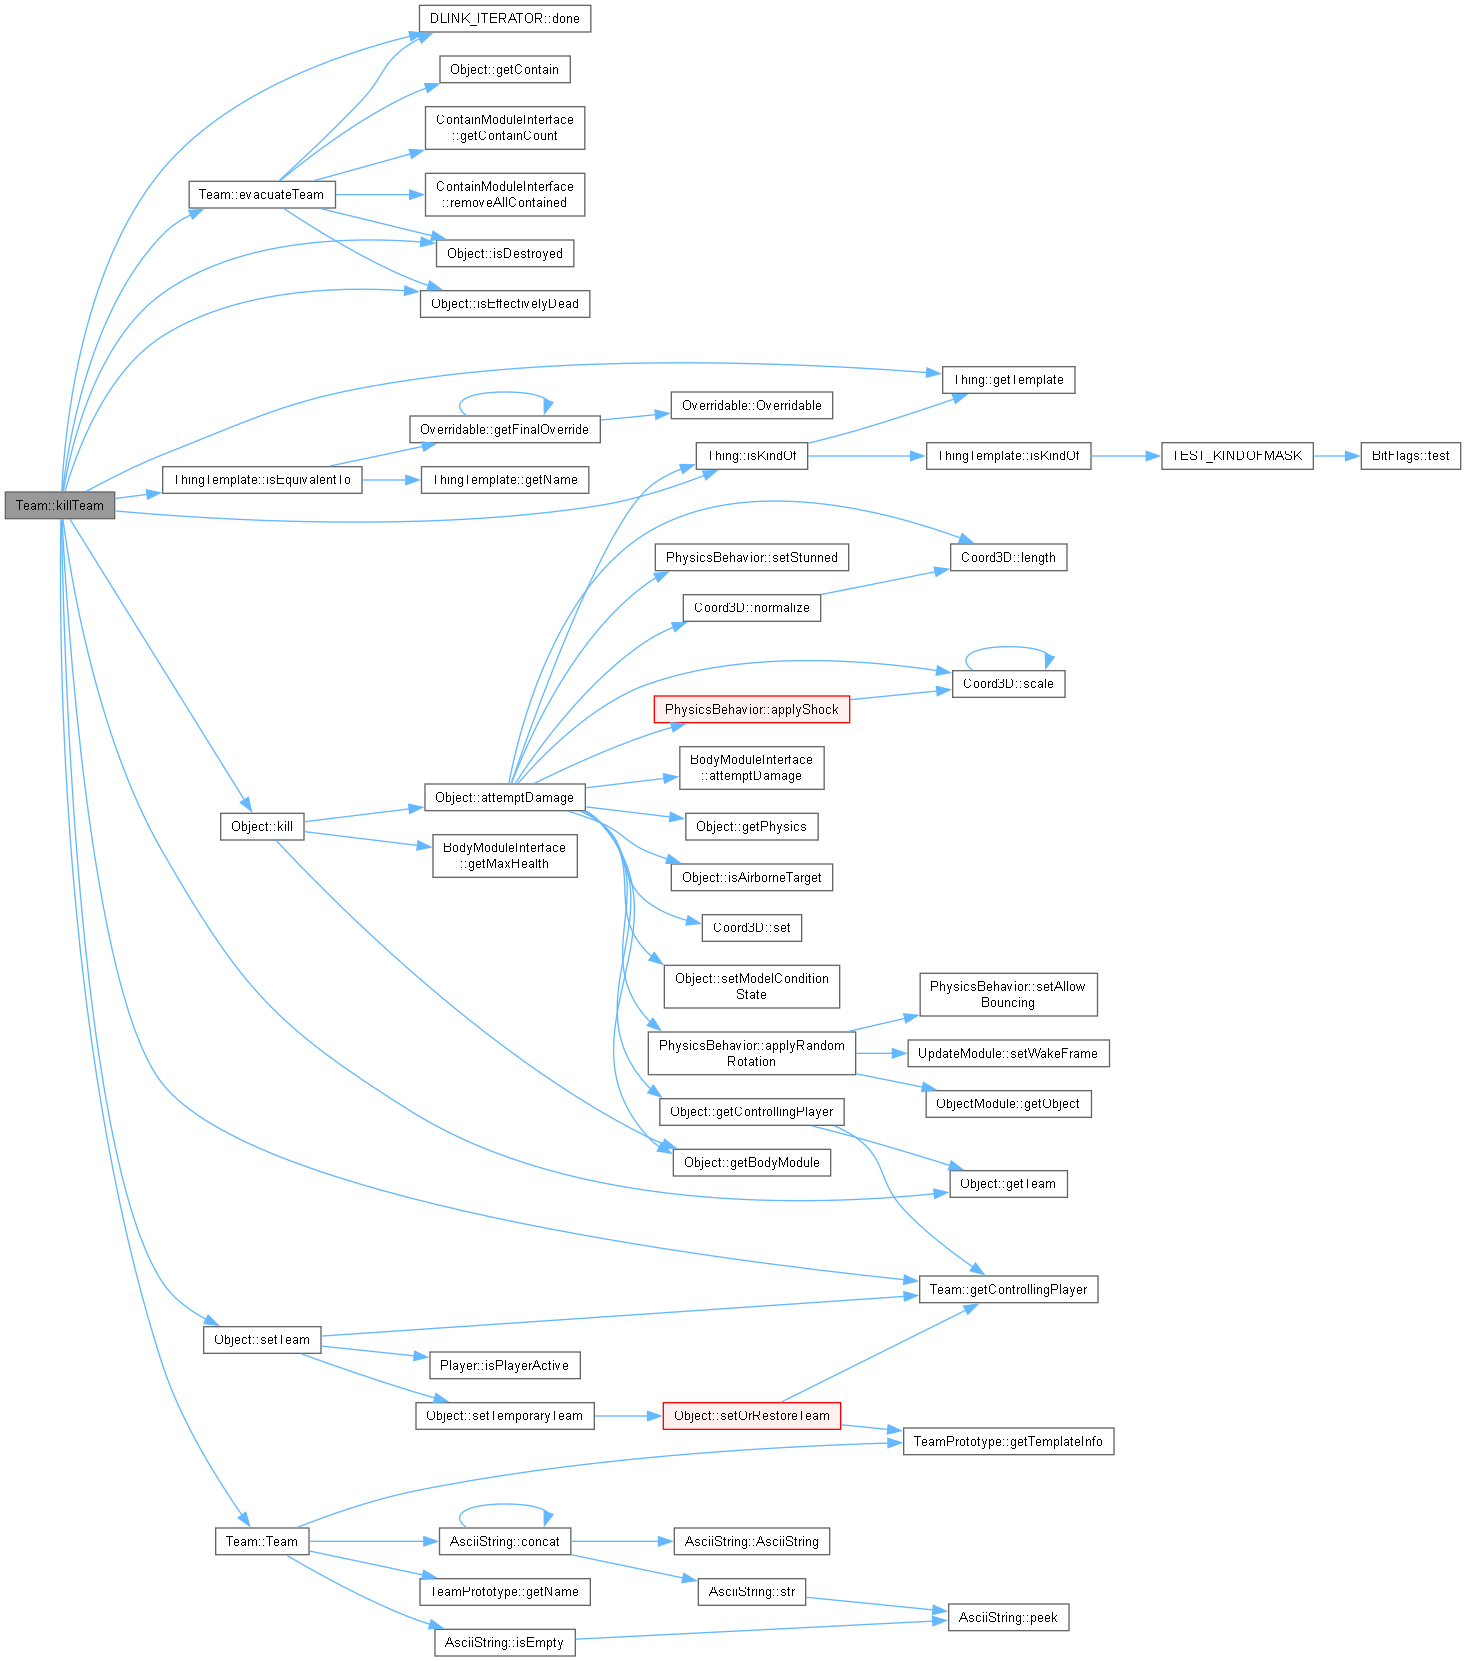 DLINK_ITERATOR::done
Object::getContain
ContainModuleInterface
::getContainCount
Team::evacuateTeam
ContainModuleInterface
::removeAllContained
Object::isDestroyed
Object::isEffectivelyDead
Thing::getTemplate
Overridable::Overridable
Overridable::getFinalOverride
Thing::isKindOf
ThingTemplate::isKindOf
TEST_KINDOFMASK
BitFlags::test
ThingTemplate::isEquivalentTo
ThingTemplate::getName
Team::killTeam
PhysicsBehavior::setStunned
Coord3D::length
Coord3D::normalize
Coord3D::scale
PhysicsBehavior::applyShock
BodyModuleInterface
::attemptDamage
Object::attemptDamage
Object::kill
Object::getPhysics
BodyModuleInterface
::getMaxHealth
Object::isAirborneTarget
Coord3D::set
Object::setModelCondition
State
PhysicsBehavior::setAllow
Bouncing
PhysicsBehavior::applyRandom
Rotation
UpdateModule::setWakeFrame
ObjectModule::getObject
Object::getControllingPlayer
Object::getBodyModule
Object::getTeam
Team::getControllingPlayer
Object::setTeam
Player::isPlayerActive
Object::setTemporaryTeam
Object::setOrRestoreTeam
TeamPrototype::getTemplateInfo
Team::Team
AsciiString::concat
AsciiString::AsciiString
TeamPrototype::getName
AsciiString::str
AsciiString::peek
AsciiString::isEmpty